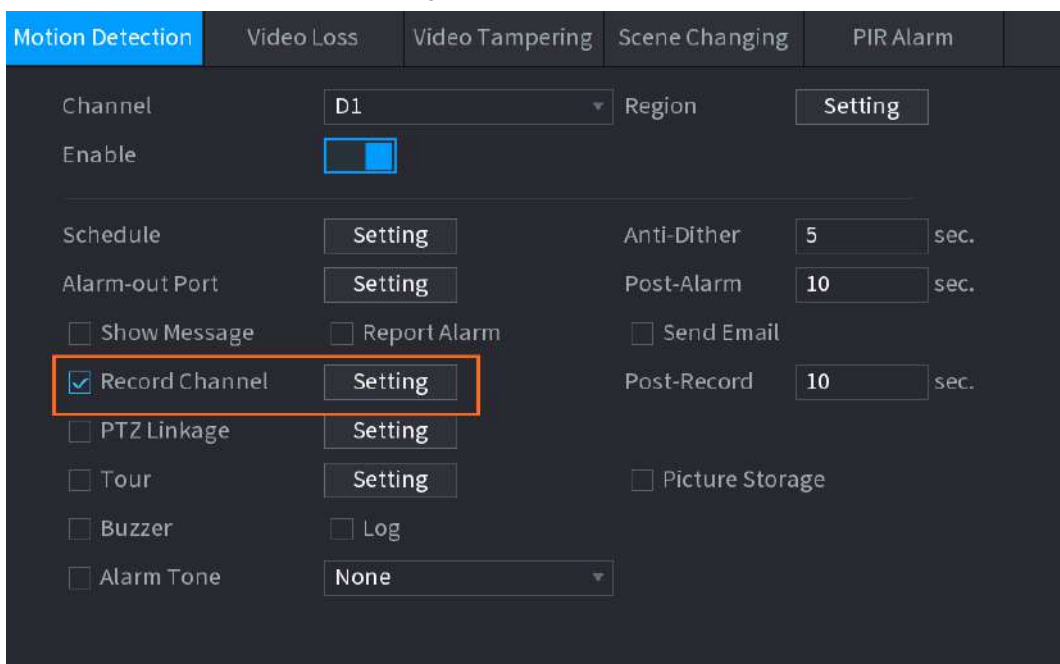 Motion Detection Video Loss Video Tampering Scene Changing PIR Alarm
Channel D1 Region Setting
Enable
Schedule Setting Anti-Dither 5 sec.
Alarm-out Port Setting Post-Alarm 10 sec.
Show Message Report Alarm Send Email
Record Channel Setting Post-Record 10 sec.
PTZ Linkage Setting
Tour Setting Picture Storage
Buzzer Log
Alarm Tone None